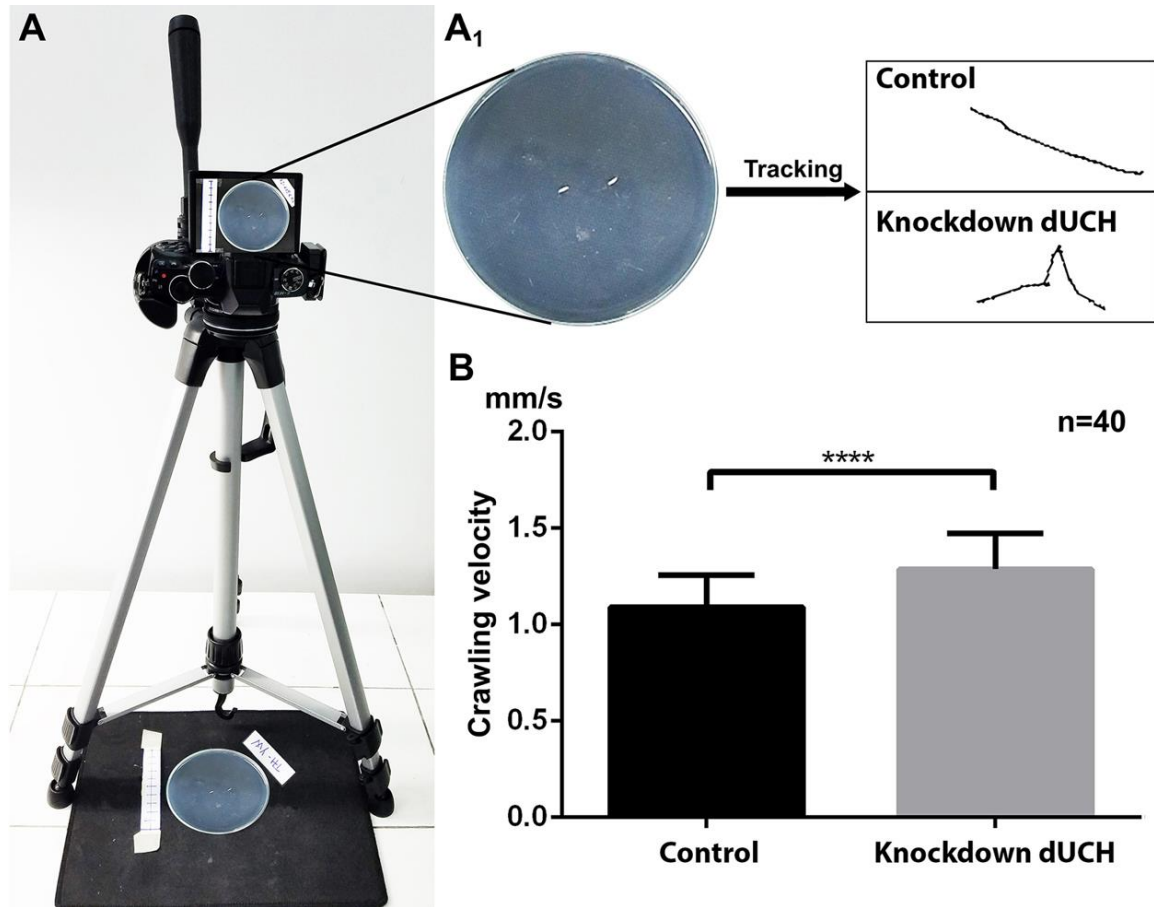 A
A1
Tracking
Control
Knockdown dUCH
B
mm/s
n=40
****
Crawling velocity
2.0
1.5
1.0
0.5
0.0
Control
Knockdown dUCH